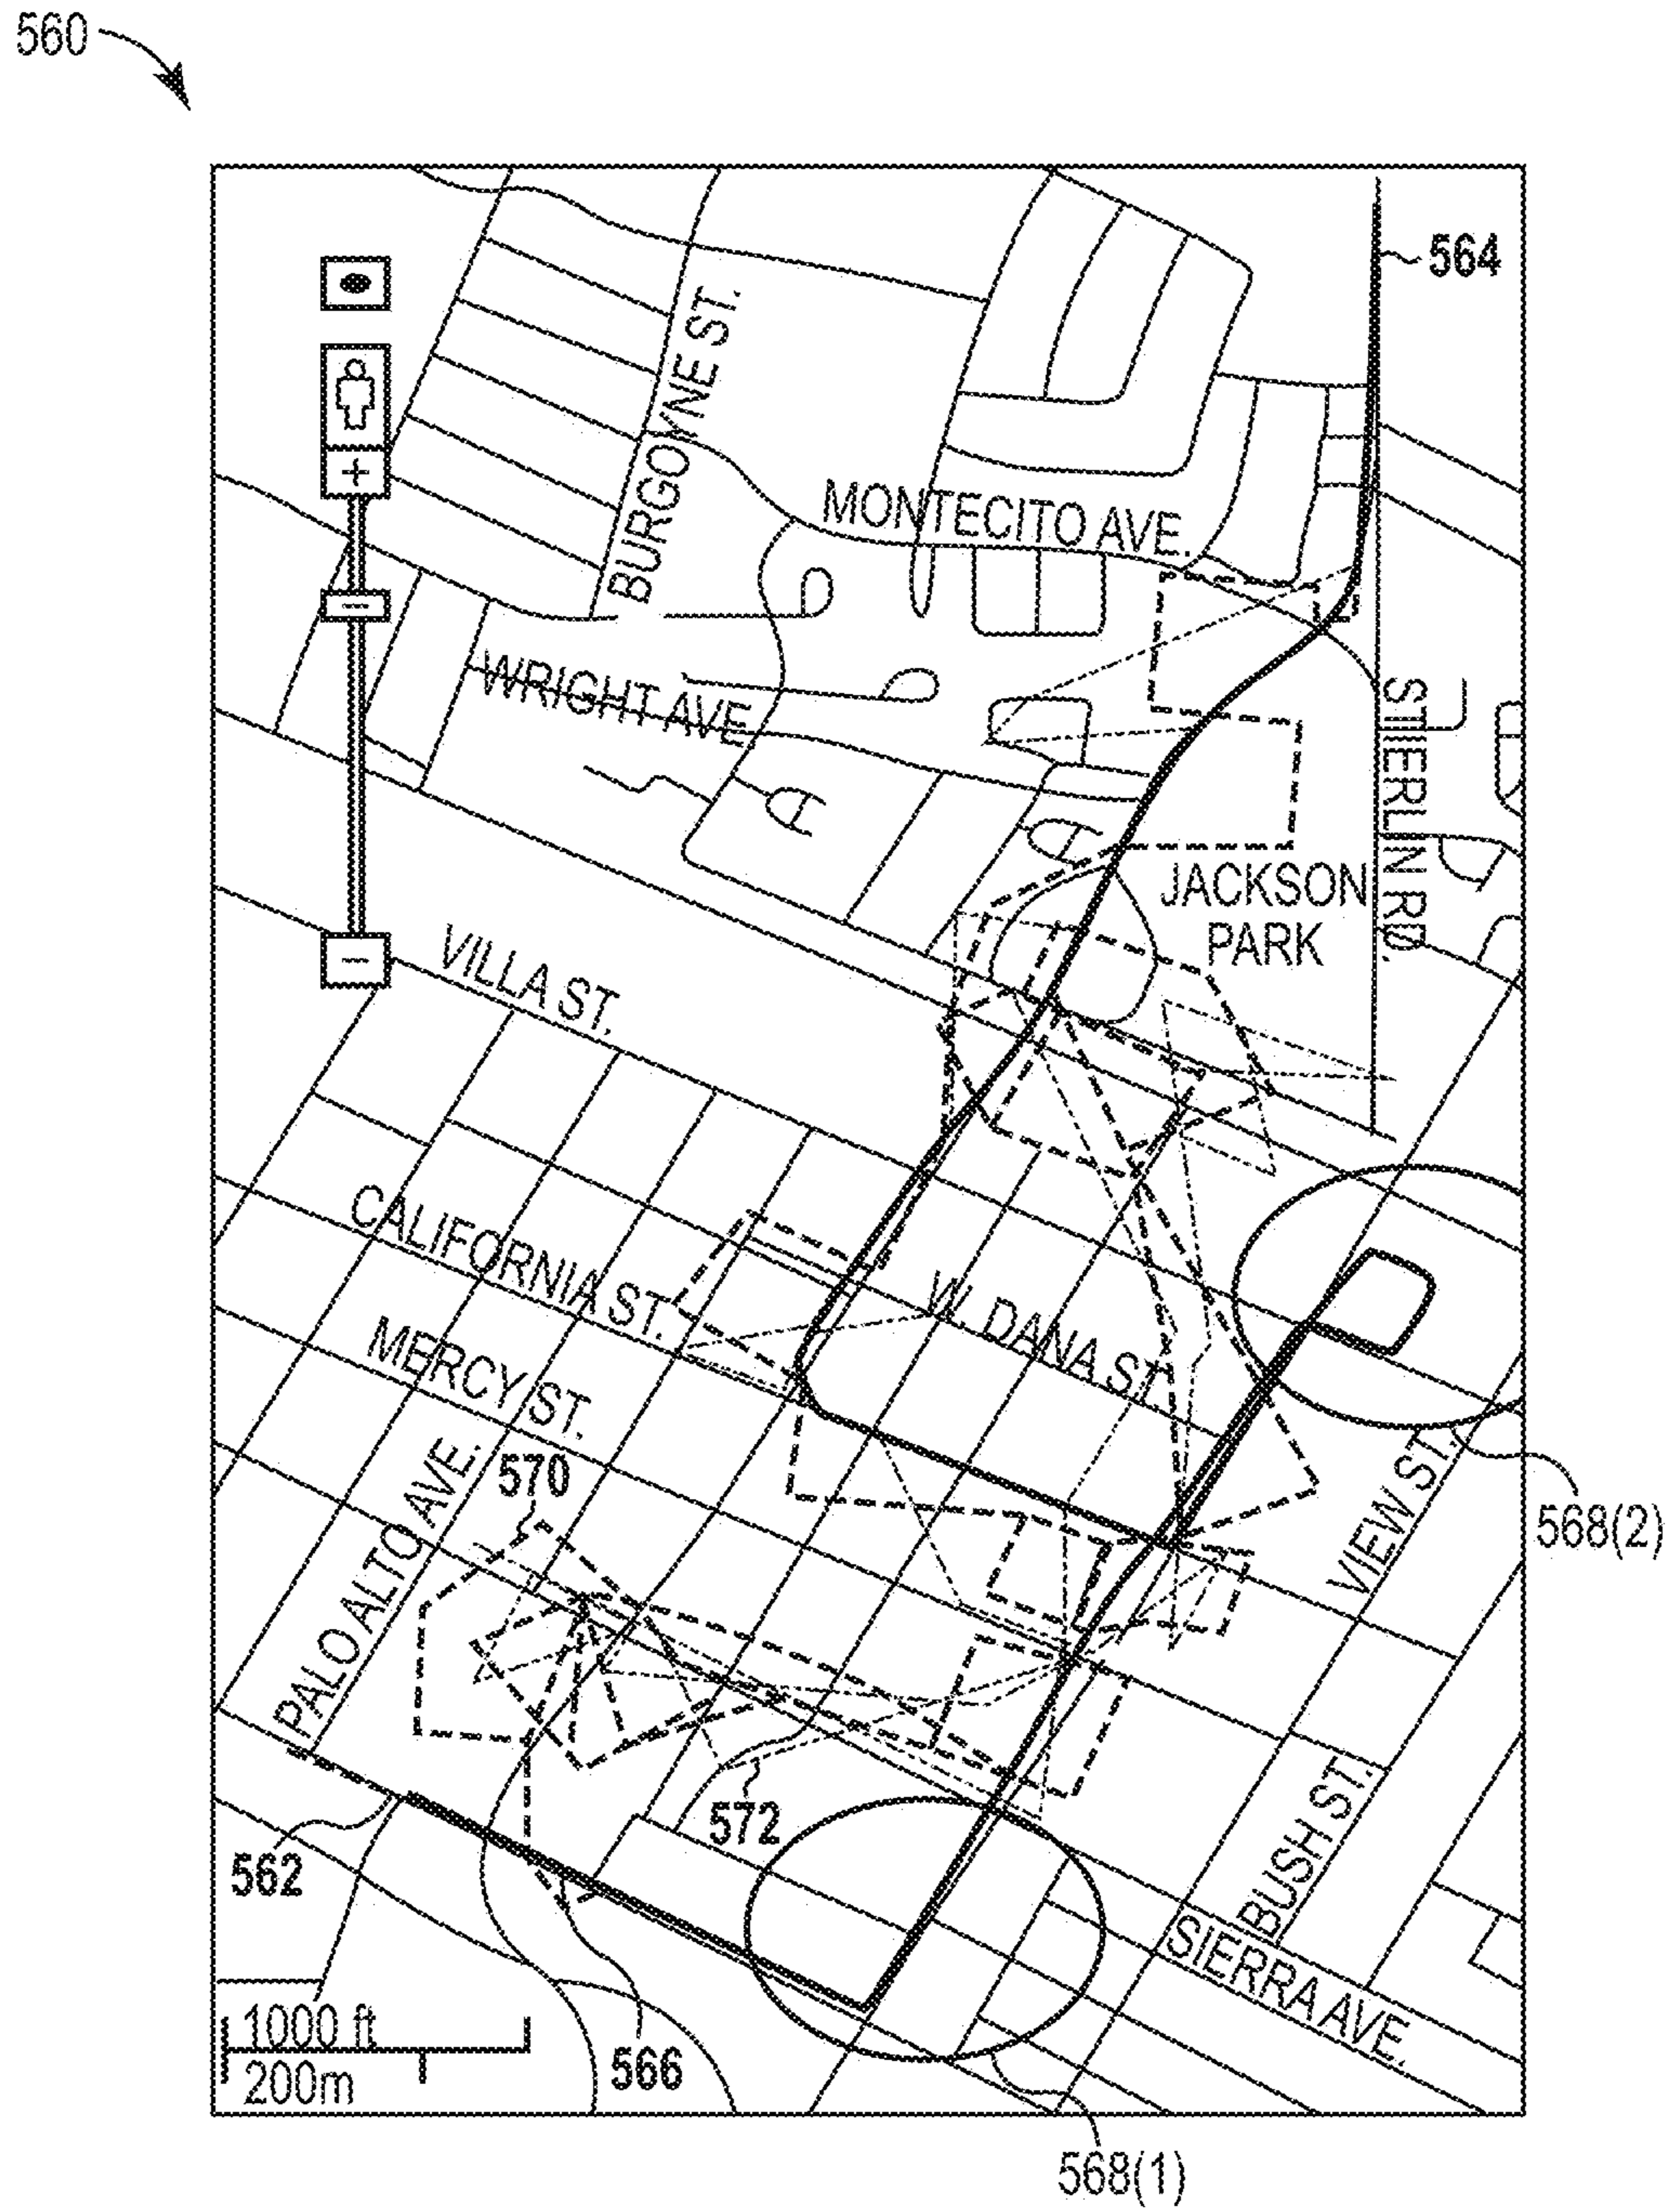 560
564
BURGOYNE ST.
+
MONTECITO AVE.
–
WRIGHT AVE
STIERLIN RD.
JACKSON
PARK
VILLA ST.
–
CALIFORNIA ST.
W. DANA ST.
MERCY ST.
570
PALO ALTO AVE.
VIEW ST.
568(2)
572
562
BUSH ST.
SIERRA AVE.
1000 ft
200m
566
568(1)